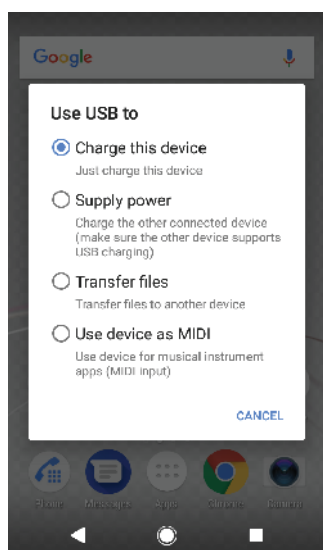 Google
Use USB to
Charge this device
Just charge this device
Supply power
Charge the other connected device
(make sure the other device supports
USB charging)
Transfer files
Transfer files to another device
Use device as MIDI
Use device for musical instrument
apps (MIDI input)
CANCEL
Phone Messages Apps Chrome Camera